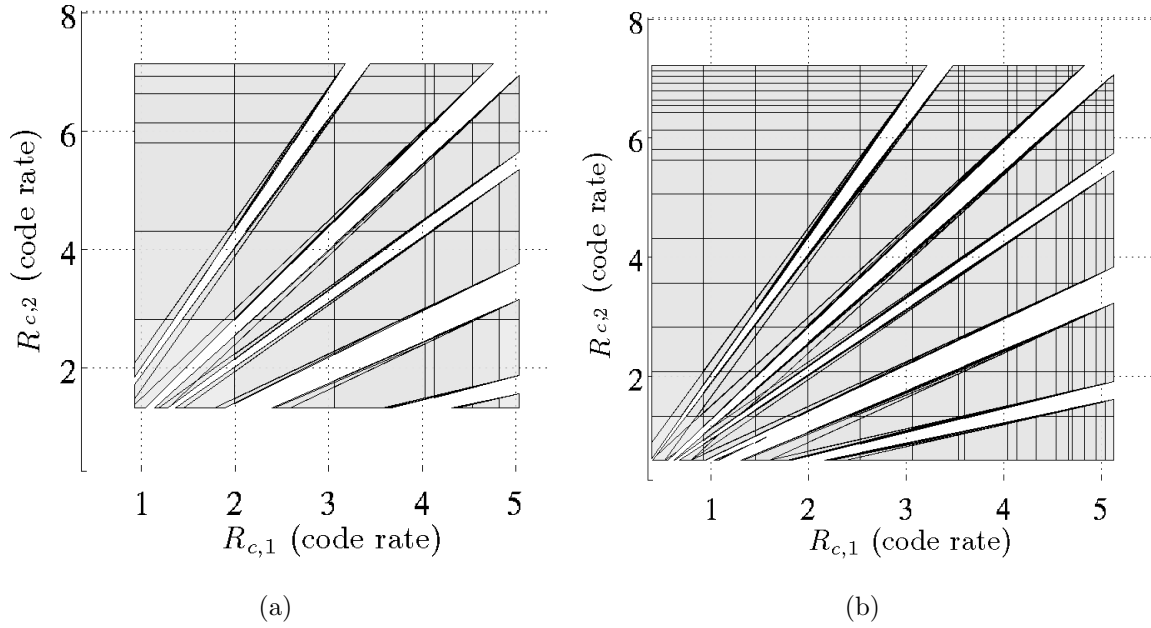 8
6
4
2
R_{c,2} (code rate)
1 2 3 4 5
R_{c,1} (code rate)
(a)
8
6
4
2
R_{c,2} (code rate)
1 2 3 4 5
R_{c,1} (code rate)
(b)